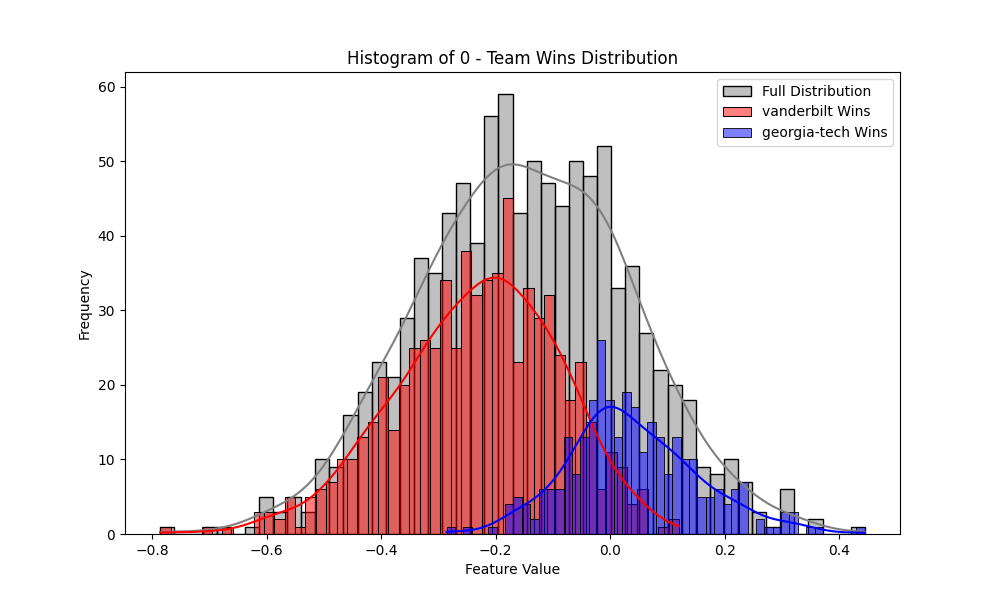 Histogram of 0 - Team Wins Distribution
Full Distribution
vanderbilt Wins
georgia-tech Wins
60
50
40
30
20
10
0
Frequency
−0.8 −0.6 −0.4 −0.2 0.0 0.2 0.4
Feature Value